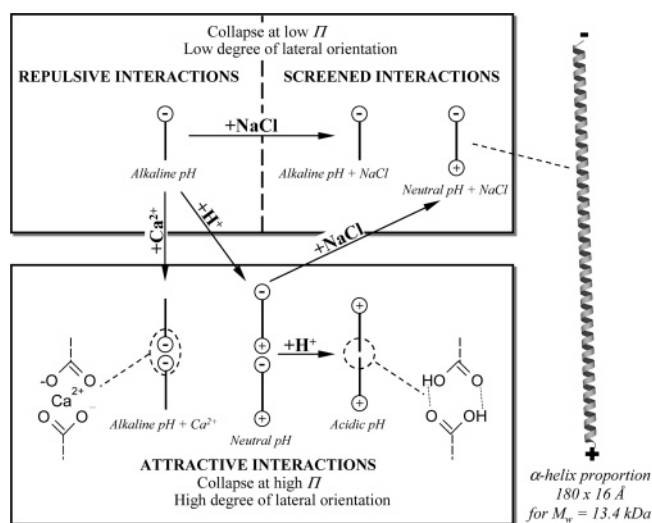 Collapse at low Π
Low degree of lateral orientation
REPULSIVE INTERACTIONS
SCREENED INTERACTIONS
-
-
-
-
+NaCl
+
Alkaline pH
Alkaline pH + NaCl
Neutral pH + NaCl
+Ca²⁺
+H⁺
+NaCl
-
+
-
-
+
-
+H⁺
-O
O
Ca²⁺
O
O⁻
HO
O
O
OH
+
+
Alkaline pH + Ca²⁺
Neutral pH
Acidic pH
ATTRACTIVE INTERACTIONS
Collapse at high Π
High degree of lateral orientation
+
α-helix proportion
180 x 16 Å
for Mw = 13.4 kDa